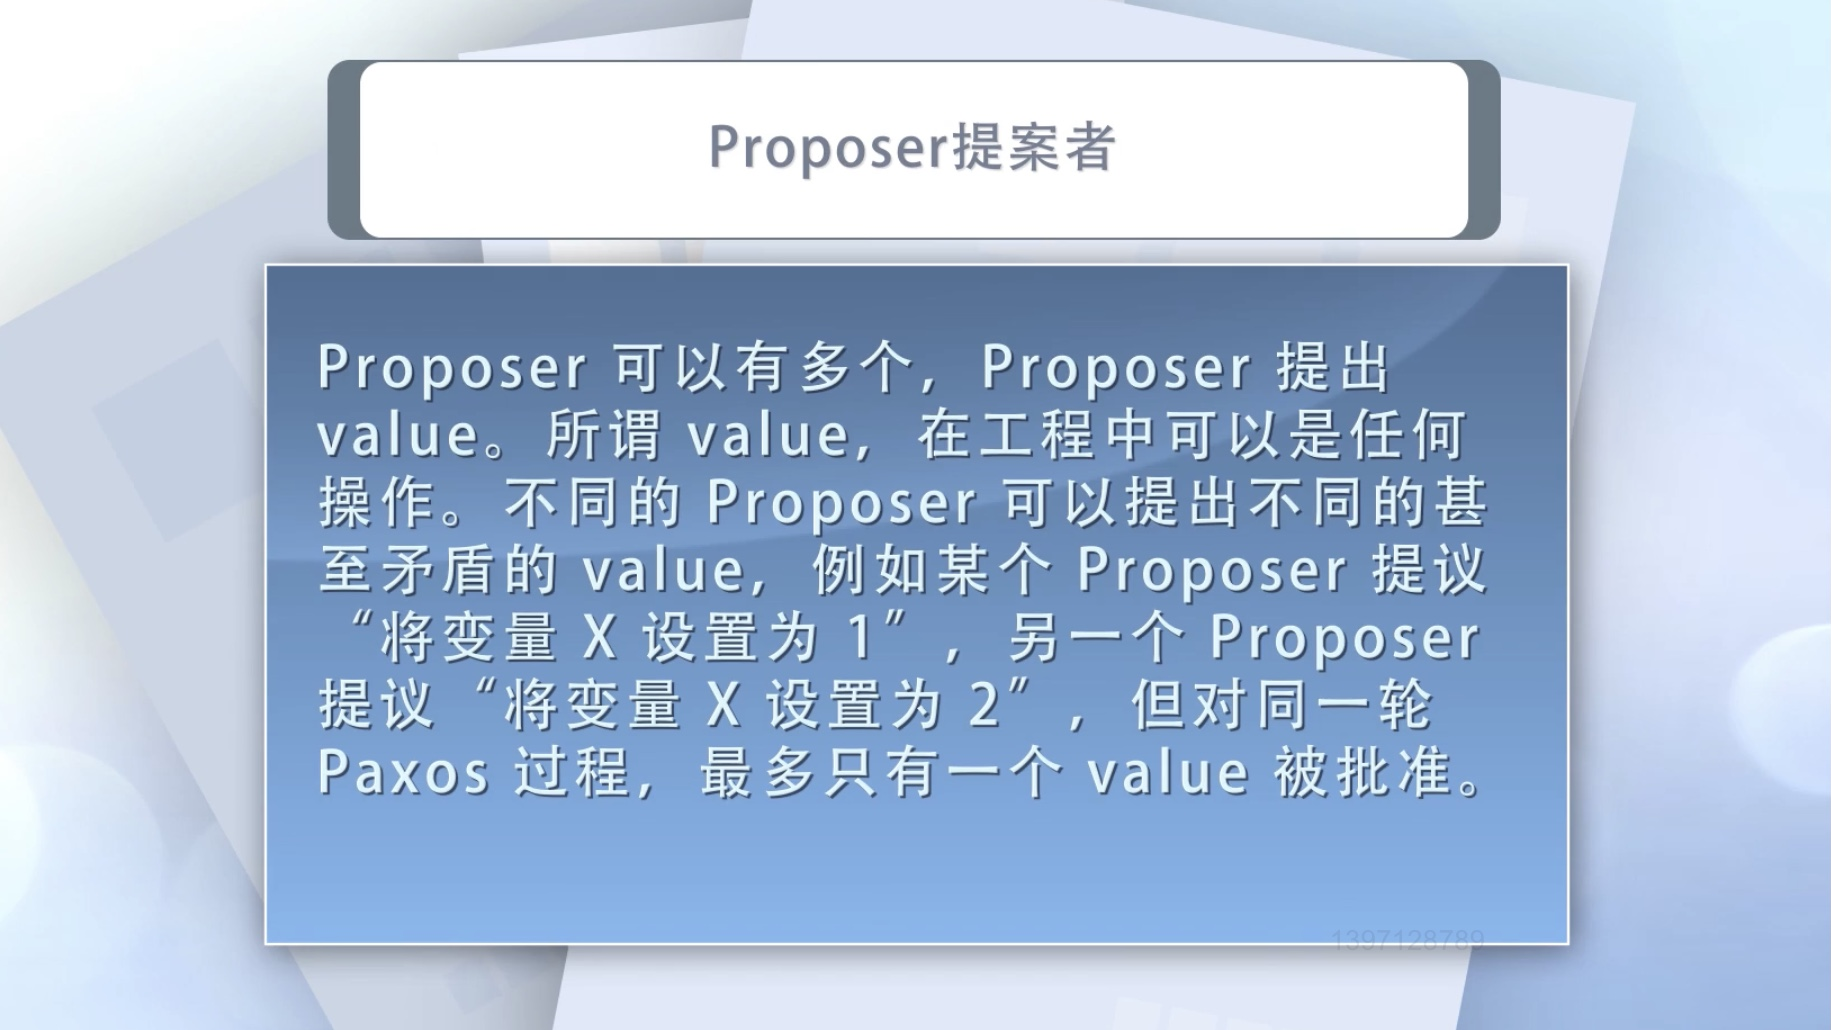 Proposer提案者
Proposer 可以有多个，Proposer 提出
value。所谓 value，在工程中可以是任何
操作。不同的 Proposer 可以提出不同的甚
至矛盾的 value，例如某个 Proposer 提议
“将变量 X 设置为 1”，另一个 Proposer
提议“将变量 X 设置为 2”，但对同一轮
Paxos 过程，最多只有一个 value 被批准。
1397128789